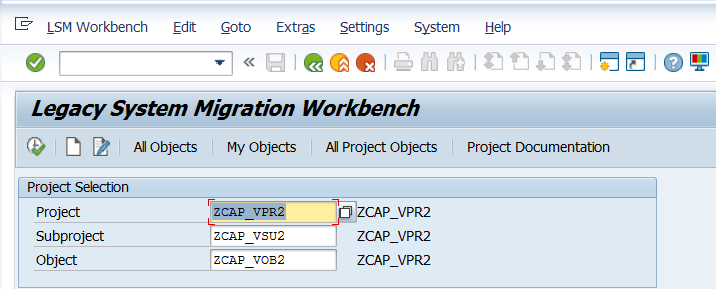 LSM Workbench Edit Goto Extras Settings System Help
Legacy System Migration Workbench
All Objects My Objects All Project Objects Project Documentation
Project Selection
Project ZCAP_VPR2 ZCAP_VPR2
Subproject ZCAP_VSU2 ZCAP_VPR2
Object ZCAP_VOB2 ZCAP_VPR2